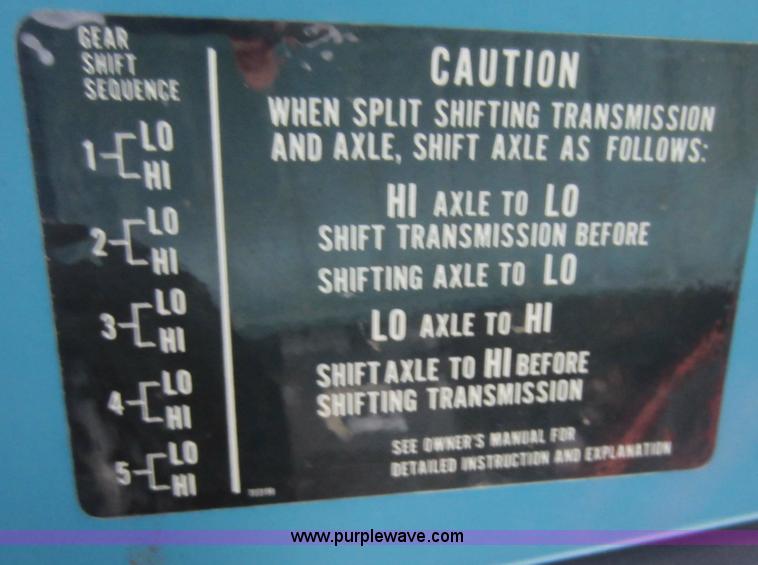 GEAR
SHIFT
SEQUENCE
1 LO
HI
2 LO
HI
3 LO
HI
4 LO
HI
5 LO
HI
CAUTION
WHEN SPLIT SHIFTING TRANSMISSION
AND AXLE, SHIFT AXLE AS FOLLOWS:
HI AXLE TO LO
SHIFT TRANSMISSION BEFORE
SHIFTING AXLE TO LO
LO AXLE TO HI
SHIFT AXLE TO HI BEFORE
SHIFTING TRANSMISSION
SEE OWNER'S MANUAL FOR
DETAILED INSTRUCTION AND EXPLANATION
www.purplewave.com